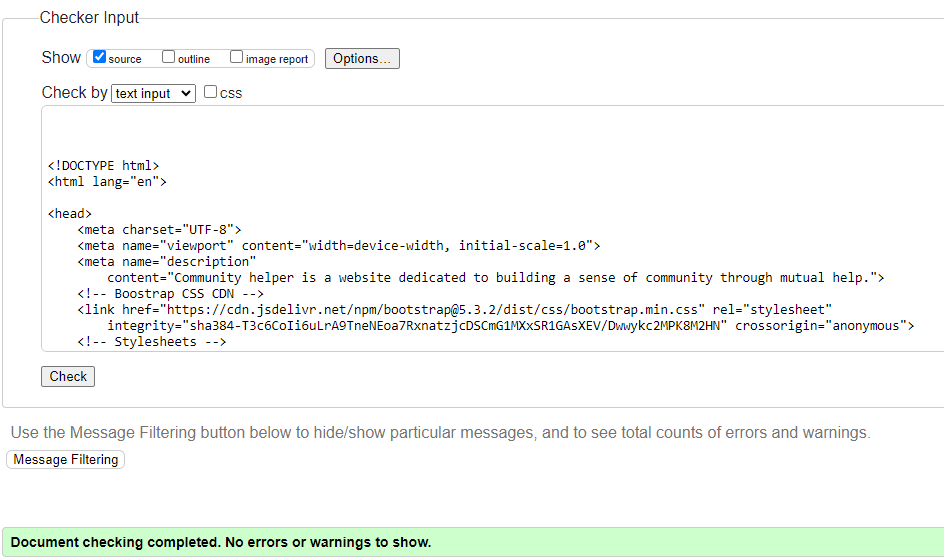 Checker Input
Show source outline image report Options...
Check by text input css
<!DOCTYPE html>
<html lang="en">
<head>
<meta charset="UTF-8">
<meta name="viewport" content="width=device-width, initial-scale=1.0">
<meta name="description"
content="Community helper is a website dedicated to building a sense of community through mutual help.">
<!-- Boostrap CSS CDN -->
<link href="https://cdn.jsdelivr.net/npm/bootstrap@5.3.2/dist/css/bootstrap.min.css" rel="stylesheet"
integrity="sha384-T3c6CoIi6uLrA9TneNEoa7RxnatzjcDSCmG1MXxSR1GAsXEV/Dwwykc2MPK8M2HN" crossorigin="anonymous">
<!-- Stylesheets -->
Check
Use the Message Filtering button below to hide/show particular messages, and to see total counts of errors and warnings.
Message Filtering
Document checking completed. No errors or warnings to show.